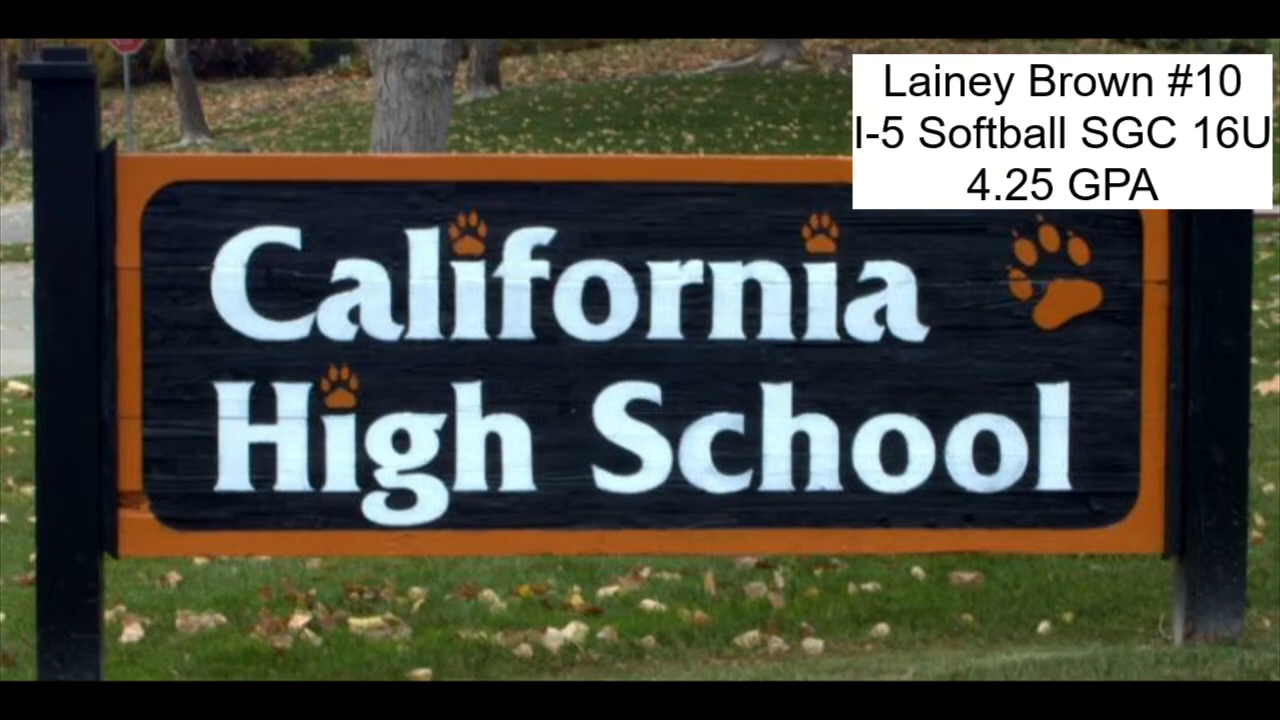 Lainey Brown #10
I-5 Softball SGC 16U
4.25 GPA
California
High School